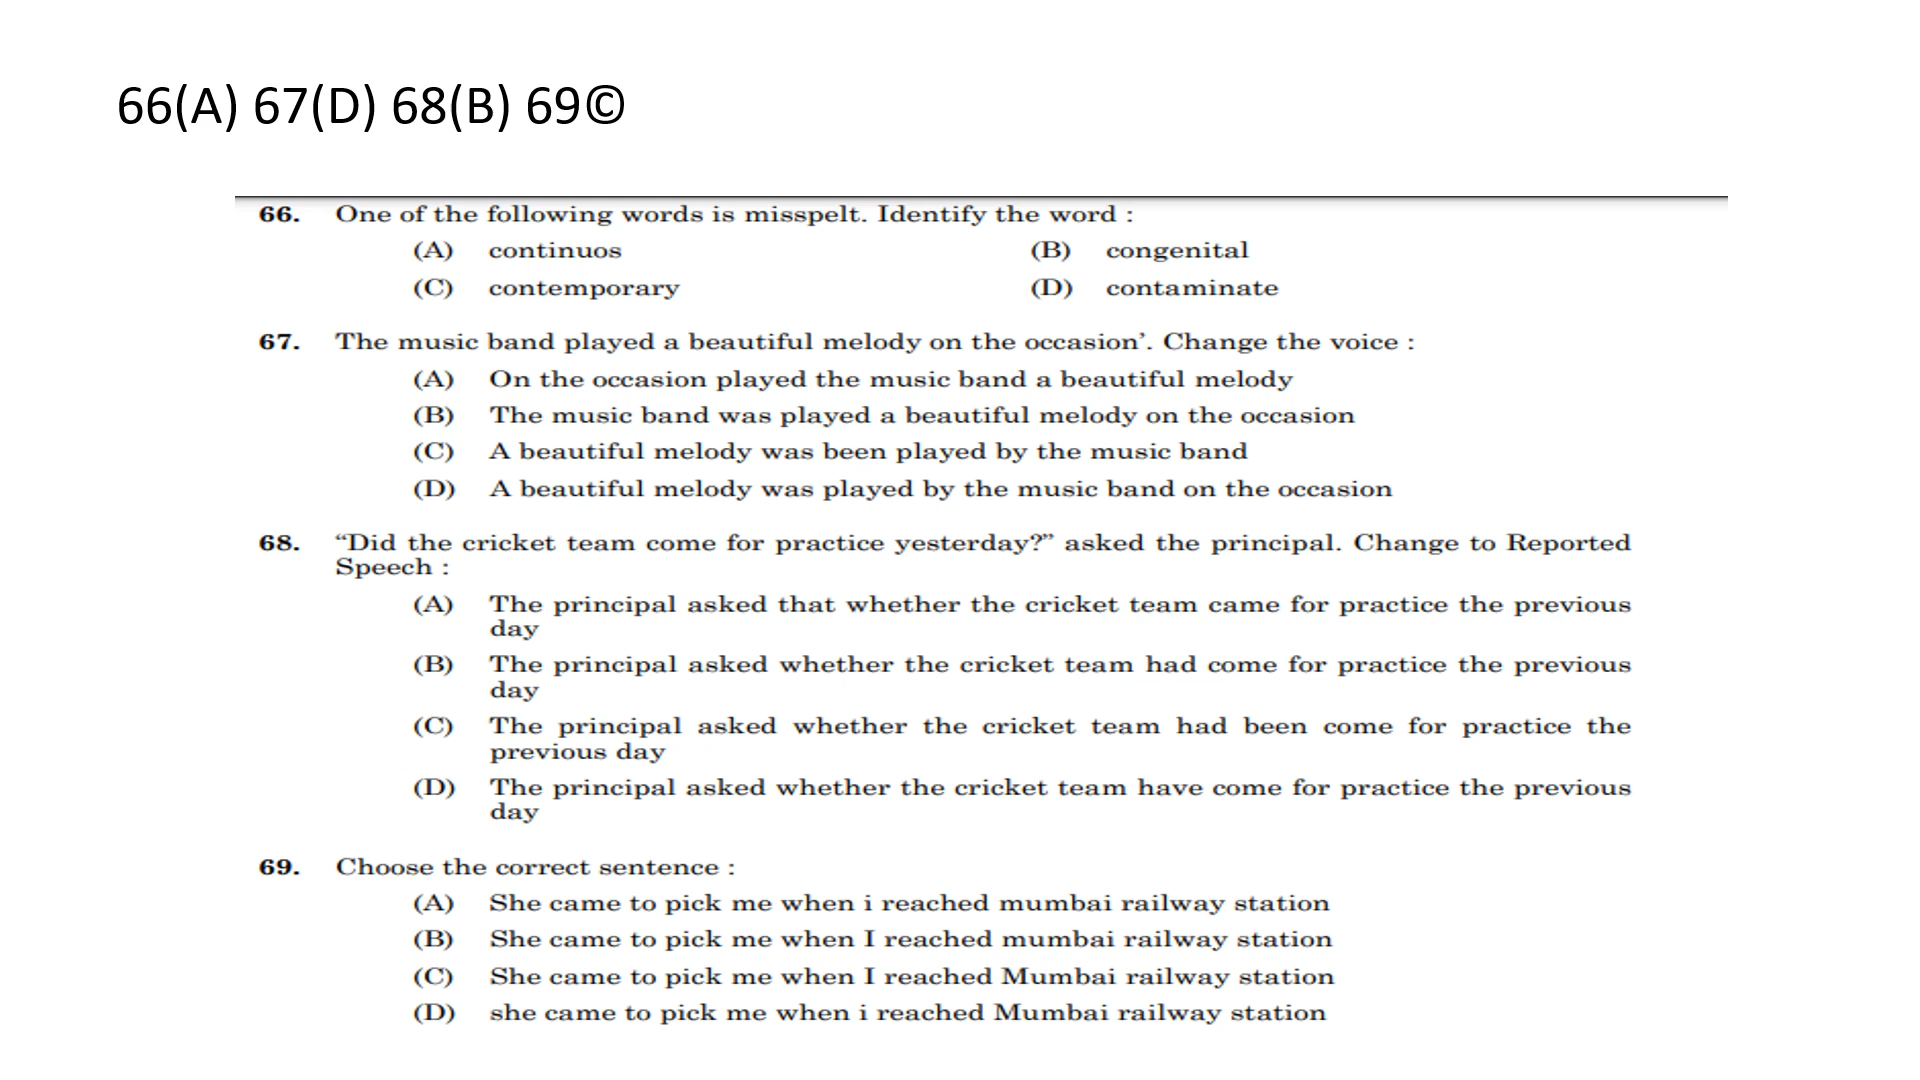 66(A) 67(D) 68(B) 69©
66. One of the following words is misspelt. Identify the word :
(A) continuos (B) congenital
(C) contemporary (D) contaminate
67. The music band played a beautiful melody on the occasion’. Change the voice :
(A) On the occasion played the music band a beautiful melody
(B) The music band was played a beautiful melody on the occasion
(C) A beautiful melody was been played by the music band
(D) A beautiful melody was played by the music band on the occasion
68. “Did the cricket team come for practice yesterday?” asked the principal. Change to Reported
Speech :
(A) The principal asked that whether the cricket team came for practice the previous
day
(B) The principal asked whether the cricket team had come for practice the previous
day
(C) The principal asked whether the cricket team had been come for practice the
previous day
(D) The principal asked whether the cricket team have come for practice the previous
day
69. Choose the correct sentence :
(A) She came to pick me when i reached mumbai railway station
(B) She came to pick me when I reached mumbai railway station
(C) She came to pick me when I reached Mumbai railway station
(D) she came to pick me when i reached Mumbai railway station